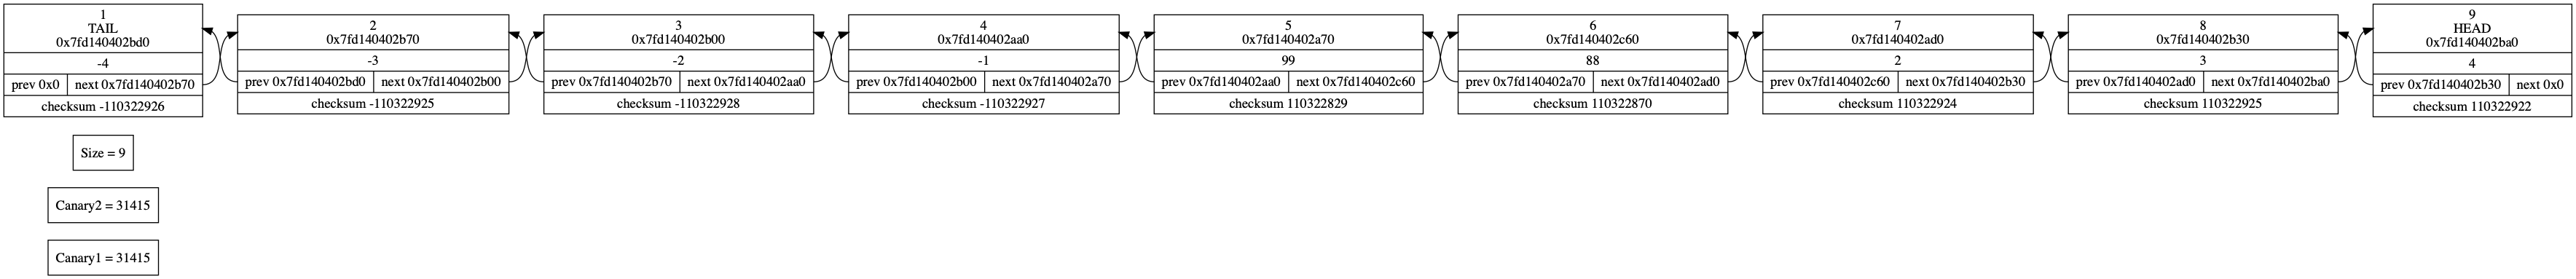 1
TAIL
0x7fd140402bd0
-4
prev 0x0 next 0x7fd140402b70
checksum -110322926
2
0x7fd140402b70
-3
prev 0x7fd140402bd0 next 0x7fd140402b00
checksum -110322925
3
0x7fd140402b00
-2
prev 0x7fd140402b70 next 0x7fd140402aa0
checksum -110322928
4
0x7fd140402aa0
-1
prev 0x7fd140402b00 next 0x7fd140402a70
checksum -110322927
5
0x7fd140402a70
99
prev 0x7fd140402aa0 next 0x7fd140402c60
checksum 110322829
6
0x7fd140402c60
88
prev 0x7fd140402a70 next 0x7fd140402ad0
checksum 110322870
7
0x7fd140402ad0
2
prev 0x7fd140402c60 next 0x7fd140402b30
checksum 110322924
8
0x7fd140402b30
3
prev 0x7fd140402ad0 next 0x7fd140402ba0
checksum 110322925
9
HEAD
0x7fd140402ba0
4
prev 0x7fd140402b30 next 0x0
checksum 110322922
Size = 9
Canary2 = 31415
Canary1 = 31415